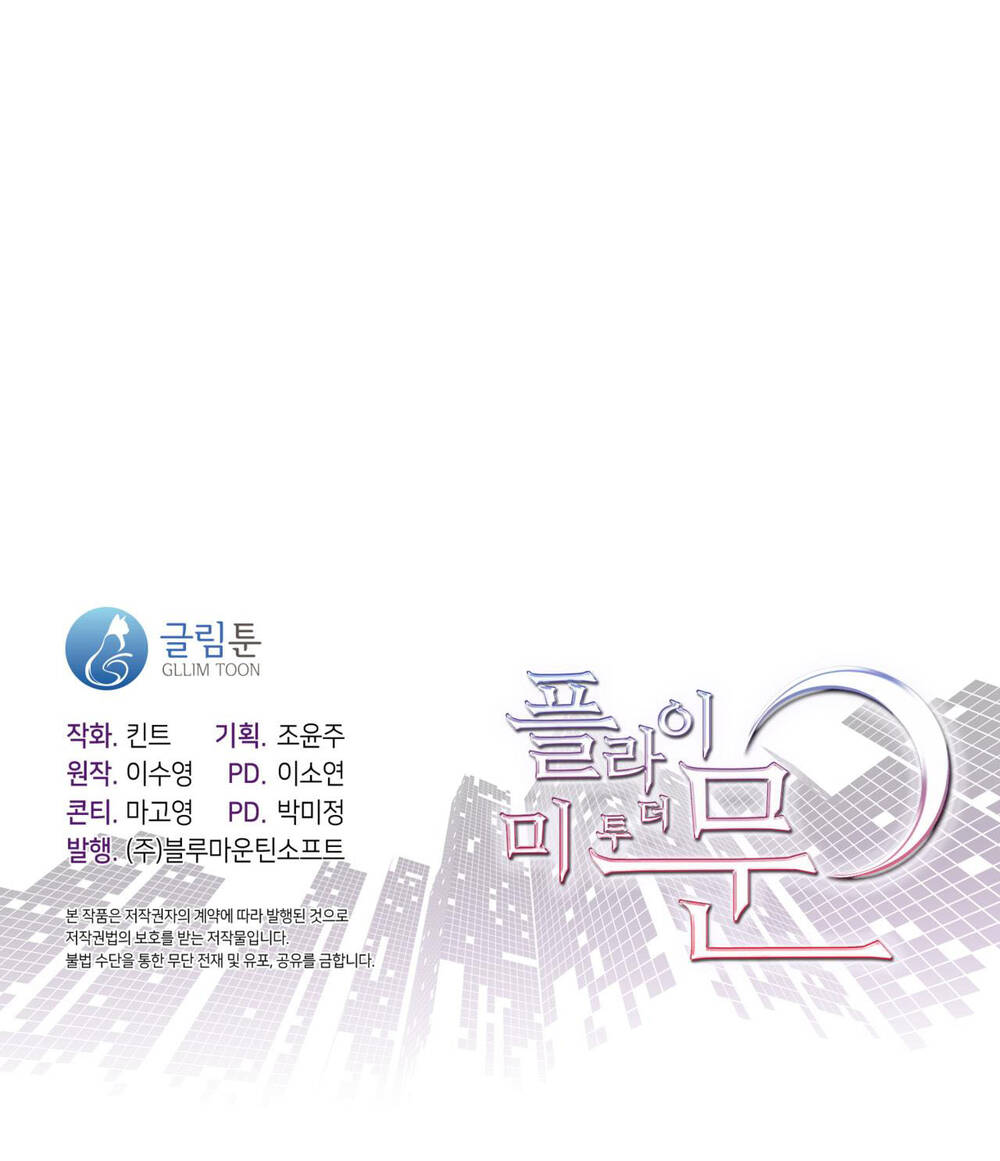 글림툰
GLLIM TOON
작화. 킨트 기획. 조윤주
원작. 이수영 PD. 이소연
콘티. 마고영 PD. 박미정
발행. (주)블루마운틴소프트
본 작품은 저작권자의 계약에 따라 발행된 것으로
저작권법의 보호를 받는 저작물입니다.
불법 수단을 통한 무단 전재 및 유포, 공유를 금합니다.
플라이
미 투 더 문